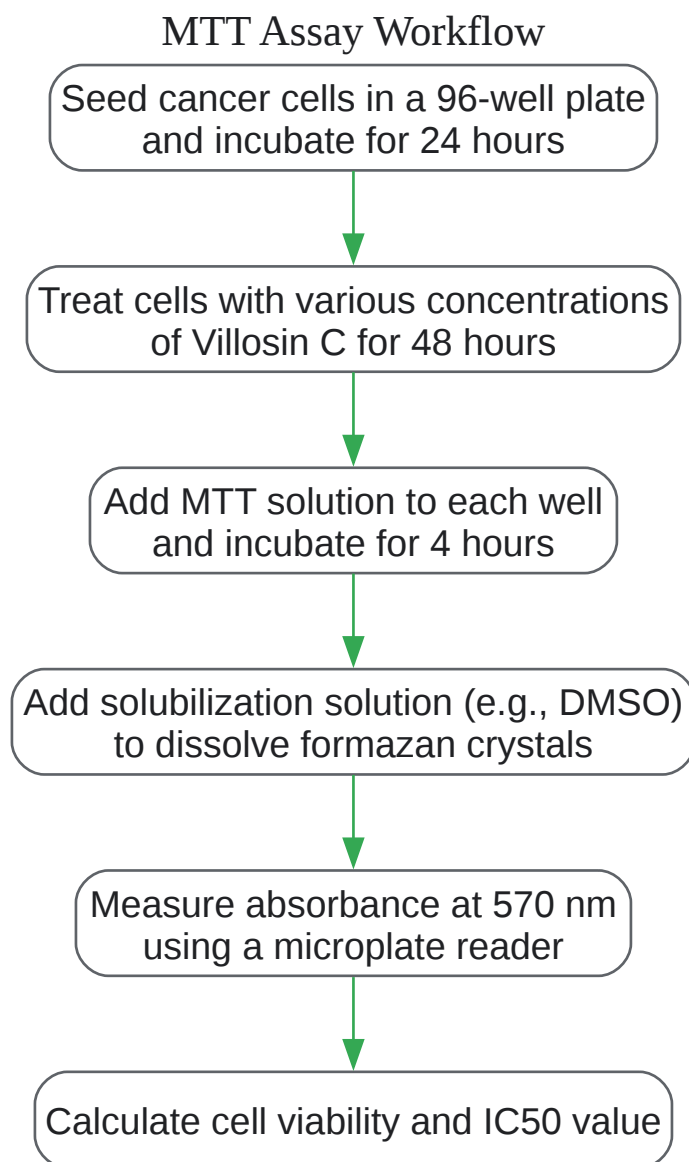 MTT Assay Workflow
Seed cancer cells in a 96-well plate
and incubate for 24 hours
Treat cells with various concentrations
of Villosin C for 48 hours
Add MTT solution to each well
and incubate for 4 hours
Add solubilization solution (e.g., DMSO)
to dissolve formazan crystals
Measure absorbance at 570 nm
using a microplate reader
Calculate cell viability and IC50 value